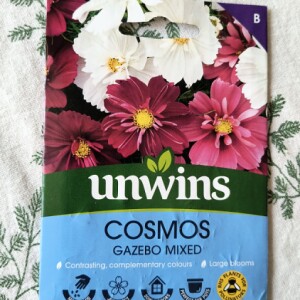 B
unwins
COSMOS
GAZEBO MIXED
Contrasting, complementary colours
Large blooms